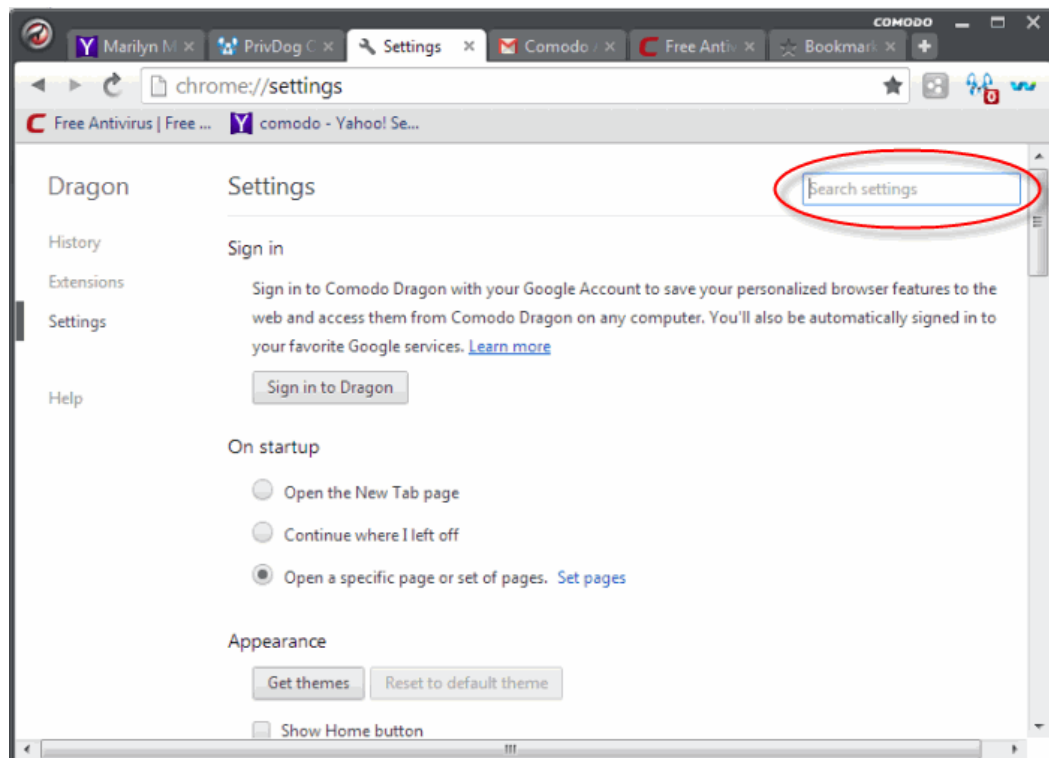 COMODO
Marilyn M
PrivDog C
Settings
Comodo
Free Antiv
Bookmark
chrome://settings
Free Antivirus | Free ...
comodo - Yahoo! Se...
Dragon
Settings
Search settings
History
Extensions
Settings
Help
Sign in
Sign in to Comodo Dragon with your Google Account to save your personalized browser features to the
web and access them from Comodo Dragon on any computer. You'll also be automatically signed in to
your favorite Google services. Learn more
Sign in to Dragon
On startup
Open the New Tab page
Continue where I left off
Open a specific page or set of pages. Set pages
Appearance
Get themes
Reset to default theme
Show Home button